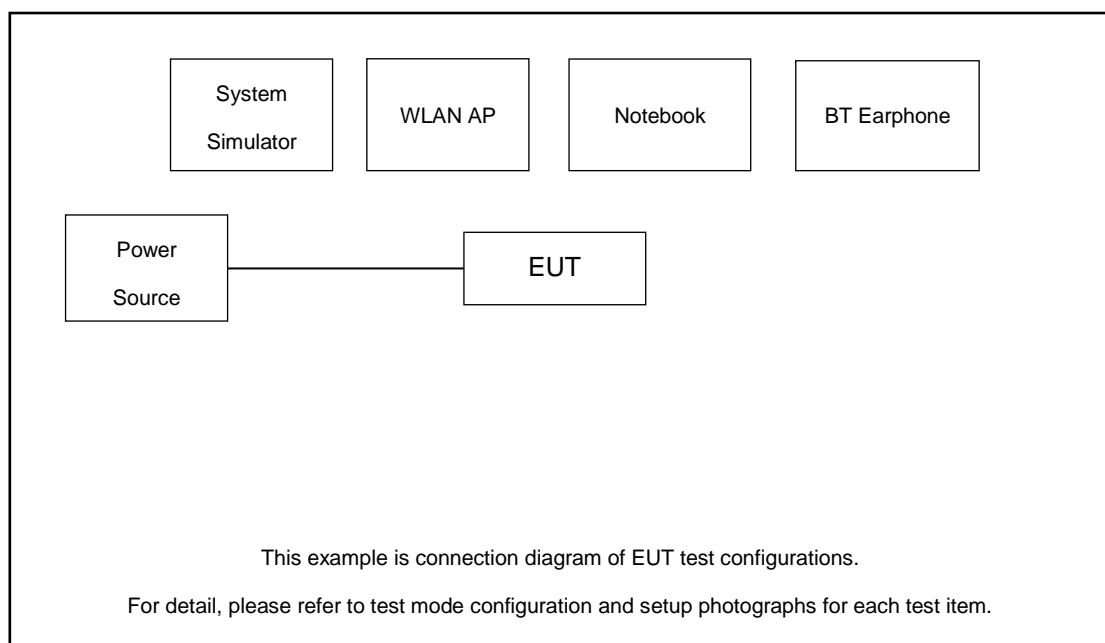 System
Simulator
WLAN AP
Notebook
BT Earphone
Power
Source
EUT
This example is connection diagram of EUT test configurations.
For detail, please refer to test mode configuration and setup photographs for each test item.